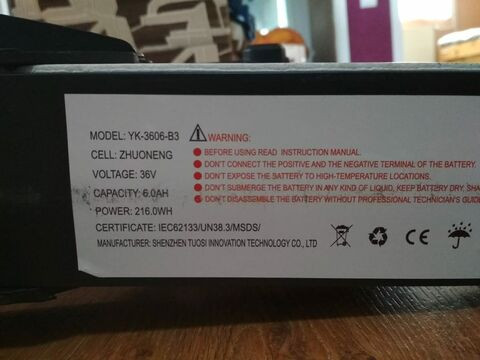 MODEL: YK-3606-B3
CELL: ZHUONENG
VOLTAGE: 36V
CAPACITY: 6.0AH
POWER: 216.0WH
CERTIFICATE: IEC62133/UN38.3/MSDS/
MANUFACTURER: SHENZHEN TUOSI INNOVATION TECHNOLOGY CO., LTD
WARNING:
BEFORE USING READ INSTRUCTION MANUAL.
DON'T CONNECT THE POSITIVE AND THE NEGATIVE TERMINAL OF THE BATTERY.
DON'T EXPOSE TO HIGH-TEMPERATURE LOCATIONS.
DON'T SUBMERGE THE BATTERY IN ANY KIND OF LIQUID, KEEP BATTERY DRY, SHA
DON'T DISASSEMBLE THE BATTERY WITHOUT PROFESSIONAL TECHNICIAN'S GUIDE
CE